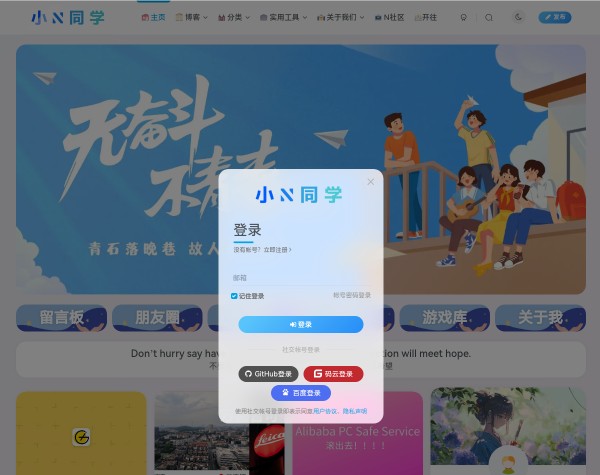 小N同学
主页
博客
分类
实用工具
关于我们
N社区
开往
发布
无奋斗
不青春
青石落晚巷 故人
小N同学
登录
没有账号？立即注册
邮箱
记住登录
帐号密码登录
登录
社交帐号登录
GitHub登录
码云登录
百度登录
使用社交帐号登录即表示同意用户协议、隐私声明
留言板
朋友圈
游戏库
关于我
Don't hurry say hav
tion will meet hope.
不
望
Leica
Alibaba PC Safe Service
滚出去！！！！